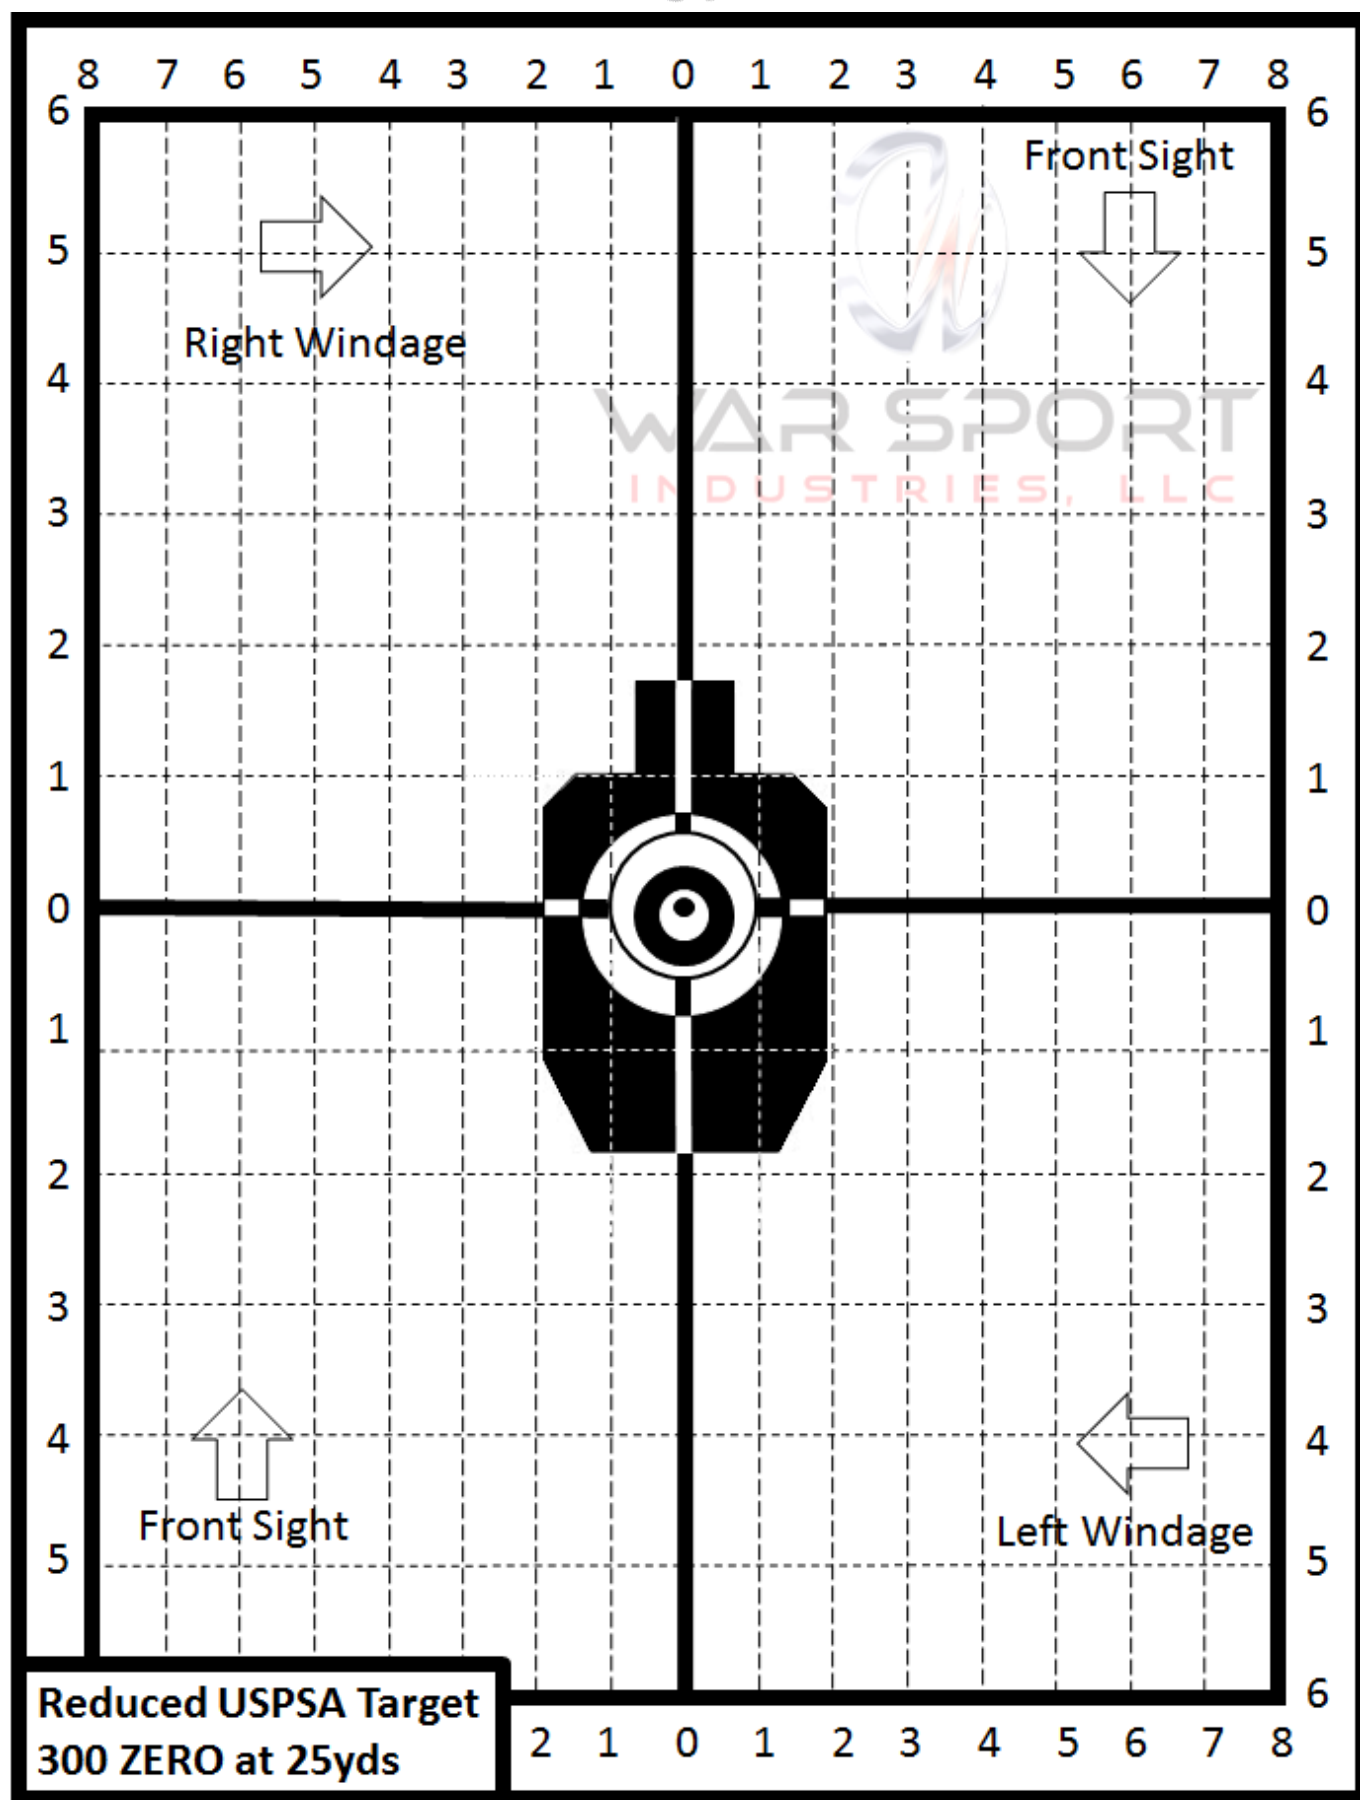 8 7 6 5 4 3 2 1 0 1 2 3 4 5 6 7 8
6 6
Front Sight
5 5
Right Windage
4 4
WAR SPORT
INDUSTRIES, LLC
3 3
2 2
1 1
0 0
1 1
2 2
3 3
4 4
Front Sight
Left Windage
5 5
6
Reduced USPSA Target
300 ZERO at 25yds
2 1 0 1 2 3 4 5 6 7 8